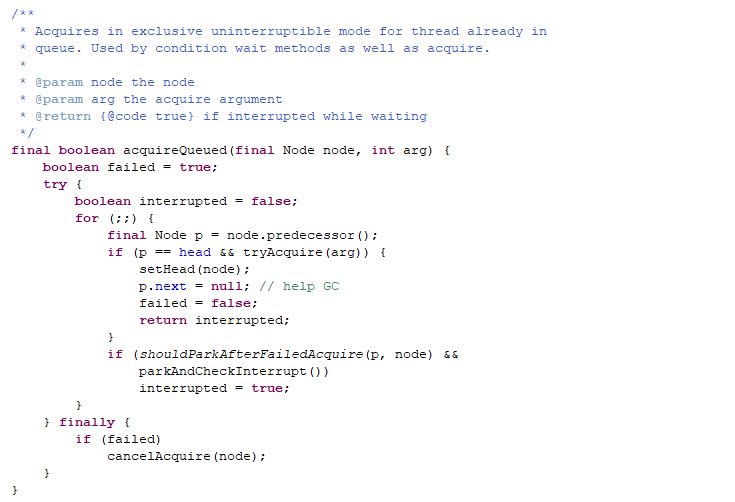 /**
 * Acquires in exclusive uninterruptible mode for thread already in
 * queue. Used by condition wait methods as well as acquire.
 *
 * @param node the node
 * @param arg the acquire argument
 * @return {@code true} if interrupted while waiting
 */
final boolean acquireQueued(final Node node, int arg) {
    boolean failed = true;
    try {
        boolean interrupted = false;
        for (;;) {
            final Node p = node.predecessor();
            if (p == head && tryAcquire(arg)) {
                setHead(node);
                p.next = null; // help GC
                failed = false;
                return interrupted;
            }
            if (shouldParkAfterFailedAcquire(p, node) &&
                parkAndCheckInterrupt())
                interrupted = true;
        }
    } finally {
        if (failed)
            cancelAcquire(node);
    }
}